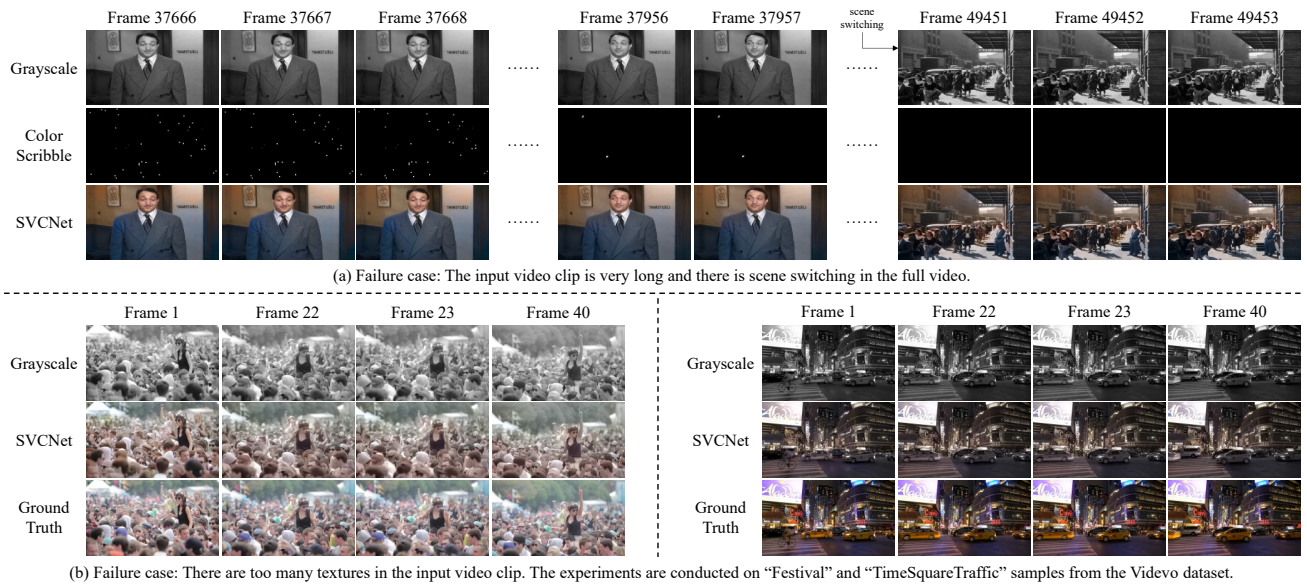 Frame 37666 Frame 37667 Frame 37668 Frame 37956 Frame 37957 scene switching Frame 49451 Frame 49452 Frame 49453
Grayscale
......
......
Color
Scribble
......
......
SVCNet
......
......
(a) Failure case: The input video clip is very long and there is scene switching in the full video.
Frame 1 Frame 22 Frame 23 Frame 40
Grayscale
SVCNet
Ground
Truth
Frame 1 Frame 22 Frame 23 Frame 40
Grayscale
SVCNet
Ground
Truth
(b) Failure case: There are too many textures in the input video clip. The experiments are conducted on “Festival” and “TimeSquareTraffic” samples from the Videvo dataset.